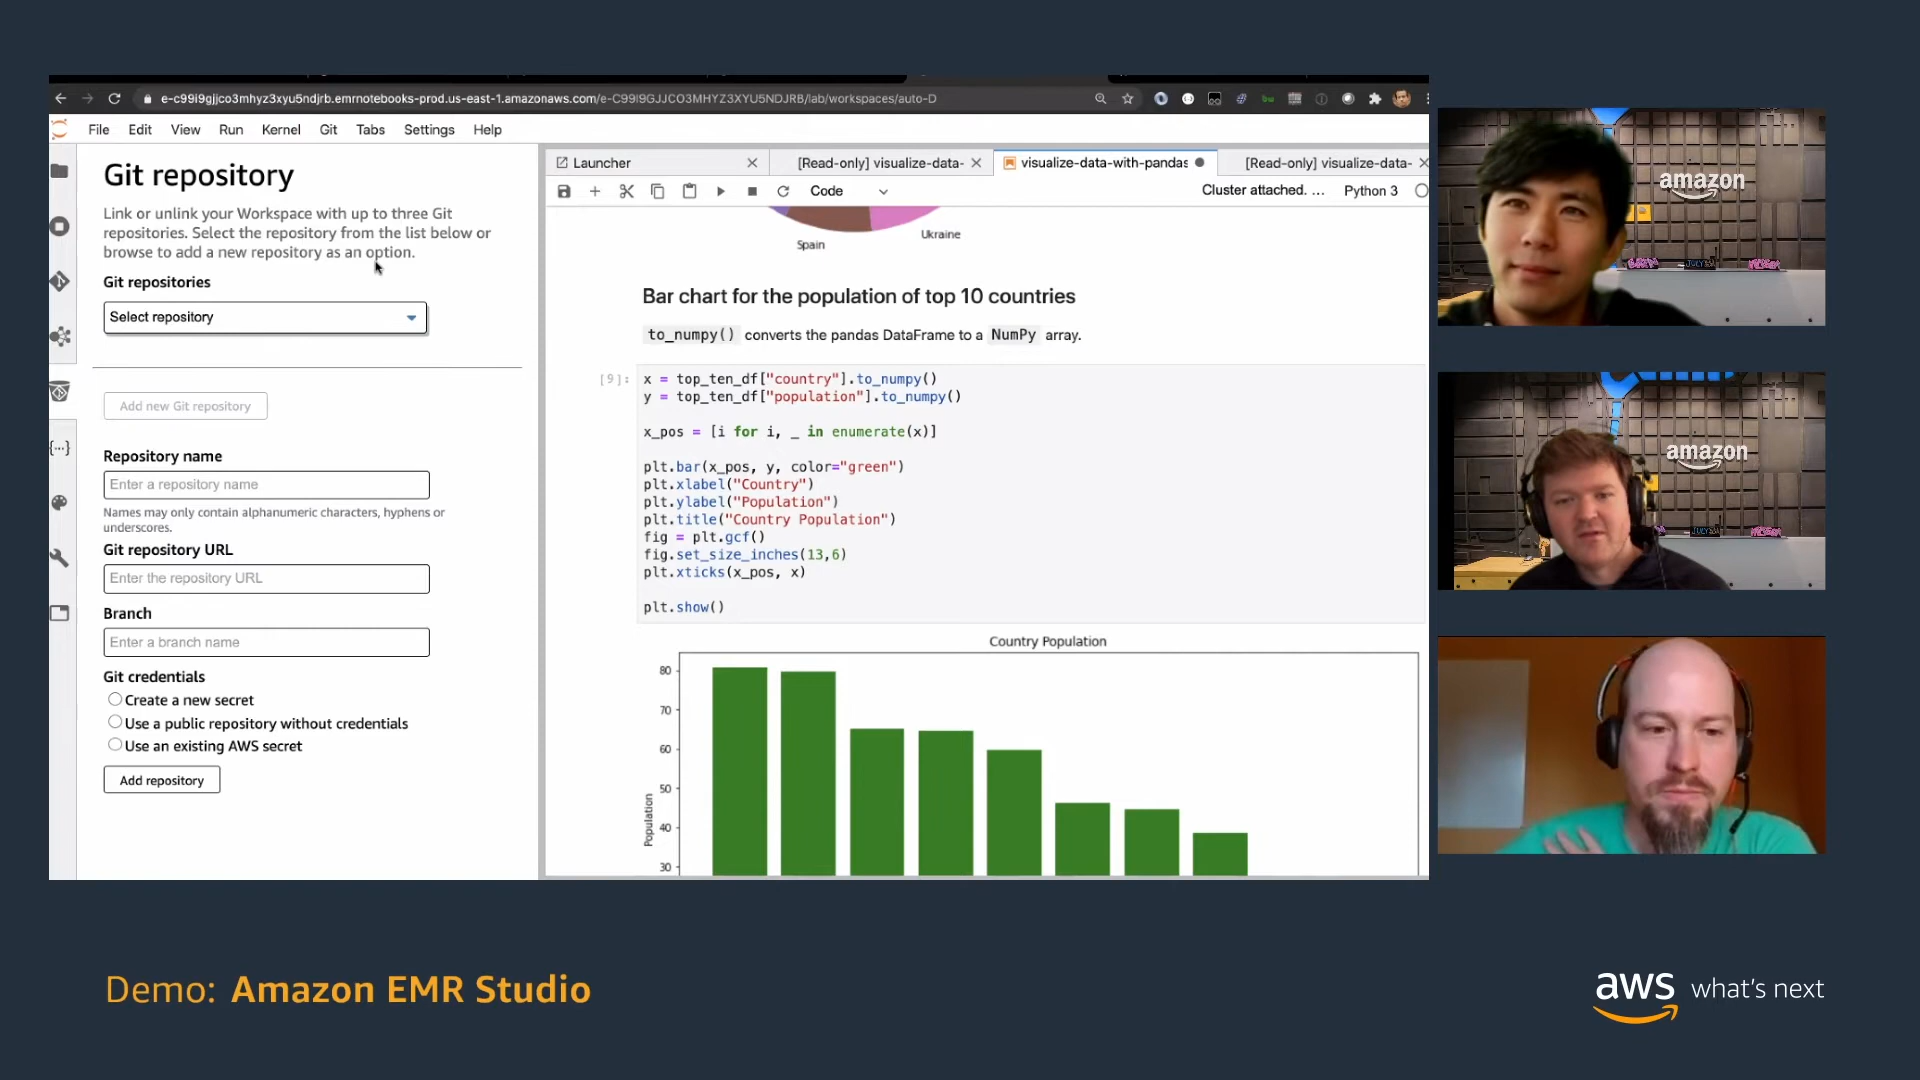 e-c99i9gjjco3mhyz3xyu5ndjrb.emrnotebooks-prod.us-east-1.amazonaws.com/e-C99I9GJJCO3MHYZ3XYU5NDJRB/lab/workspaces/auto-D
File Edit View Run Kernel Git Tabs Settings Help
Git repository
Link or unlink your Workspace with up to three Git
repositories. Select the repository from the list below or
browse to add a new repository as an option.
Git repositories
Select repository
Add new Git repository
Repository name
Enter a repository name
Names may only contain alphanumeric characters, hyphens or
underscores.
Git repository URL
Enter the repository URL
Branch
Enter a branch name
Git credentials
Create a new secret
Use a public repository without credentials
Use an existing AWS secret
Add repository
Launcher
[Read-only] visualize-data-
visualize-data-with-pandas
[Read-only] visualize-data-
Code
Cluster attached. ...
Python 3
Spain
Ukraine
Bar chart for the population of top 10 countries
to_numpy() converts the pandas DataFrame to a NumPy array.
[9]:
x = top_ten_df["country"].to_numpy()
y = top_ten_df["population"].to_numpy()
x_pos = [i for i, _ in enumerate(x)]
plt.bar(x_pos, y, color="green")
plt.xlabel("Country")
plt.ylabel("Population")
plt.title("Country Population")
fig = plt.gcf()
fig.set_size_inches(13,6)
plt.xticks(x_pos, x)
plt.show()
Country Population
80
70
60
50
40
30
Population
amazon
amazon
Demo: Amazon EMR Studio
aws what's next